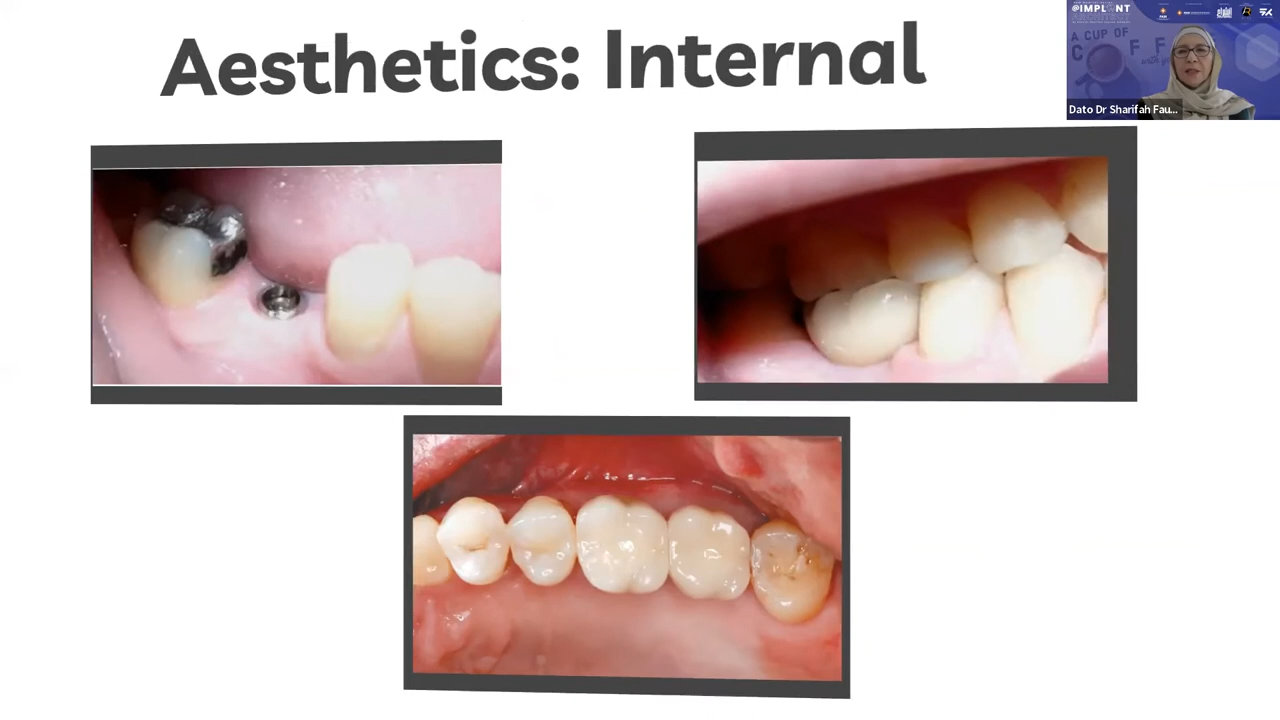 Aesthetics: Internal
@IMPLANT
A CUP OF
Dato Dr Sharifah Fau...